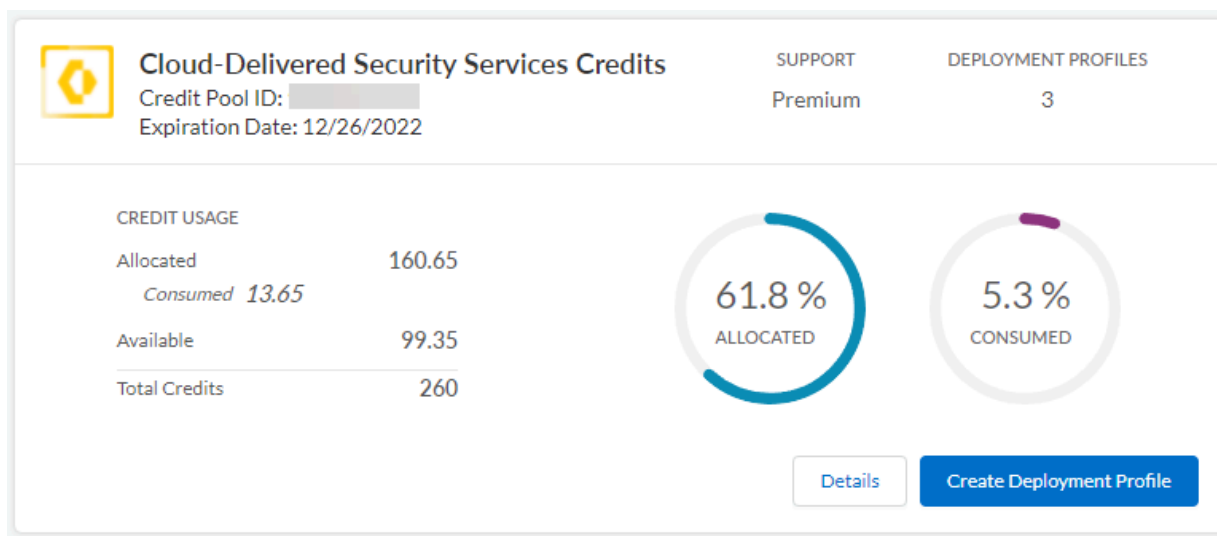 Cloud-Delivered Security Services Credits
Credit Pool ID:
Expiration Date: 12/26/2022
SUPPORT
Premium
DEPLOYMENT PROFILES
3
CREDIT USAGE
Allocated 160.65
Consumed 13.65
Available 99.35
Total Credits 260
61.8 %
ALLOCATED
5.3 %
CONSUMED
Details
Create Deployment Profile